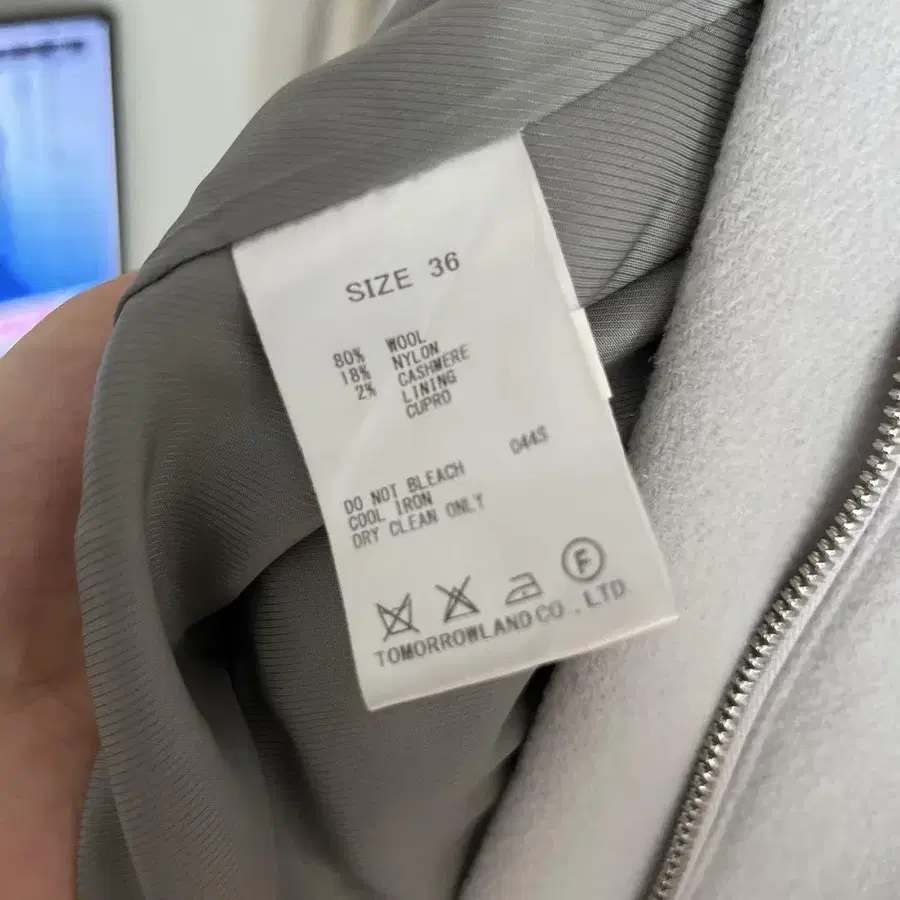 SIZE 36
80% WOOL
18% NYLON
2% CASHMERE
LINING
CUPRO
044S
DO NOT BLEACH
COOL IRON
DRY CLEAN ONLY
F
TOMORROWLAND CO., LTD.